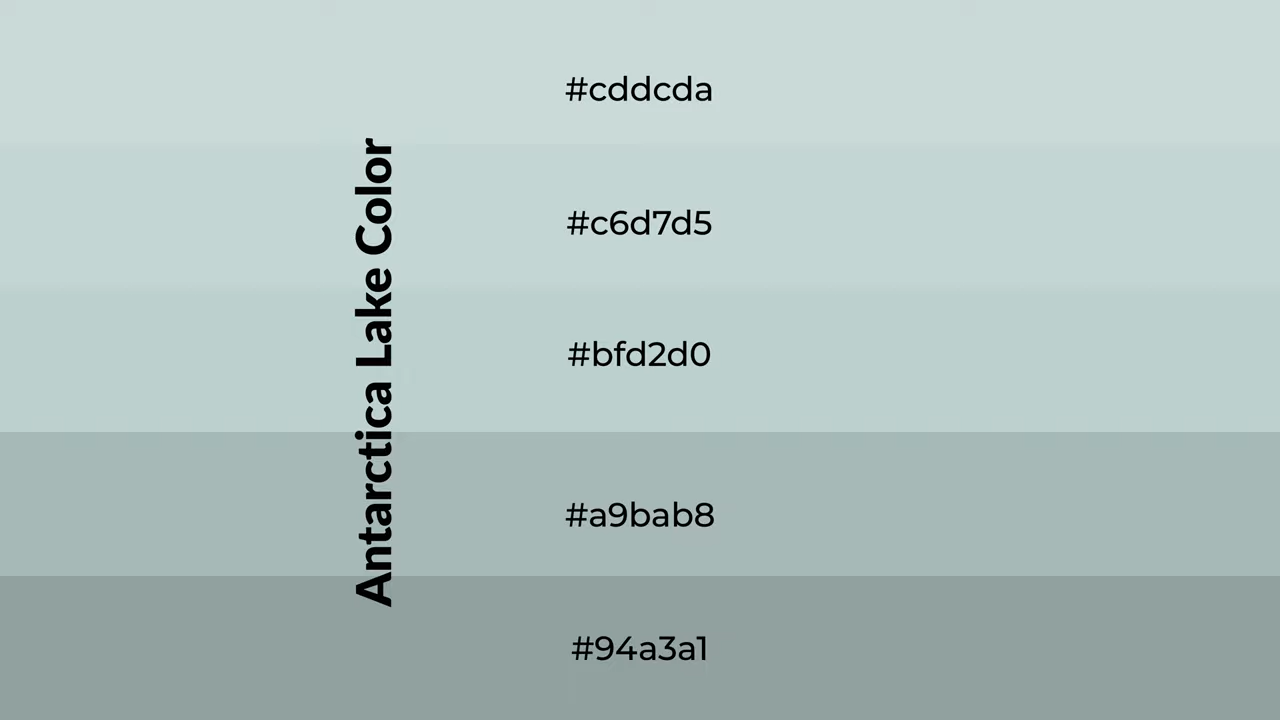 Antarctica Lake Color
#cddcda
#c6d7d5
#bfd2d0
#a9bab8
#94a3a1